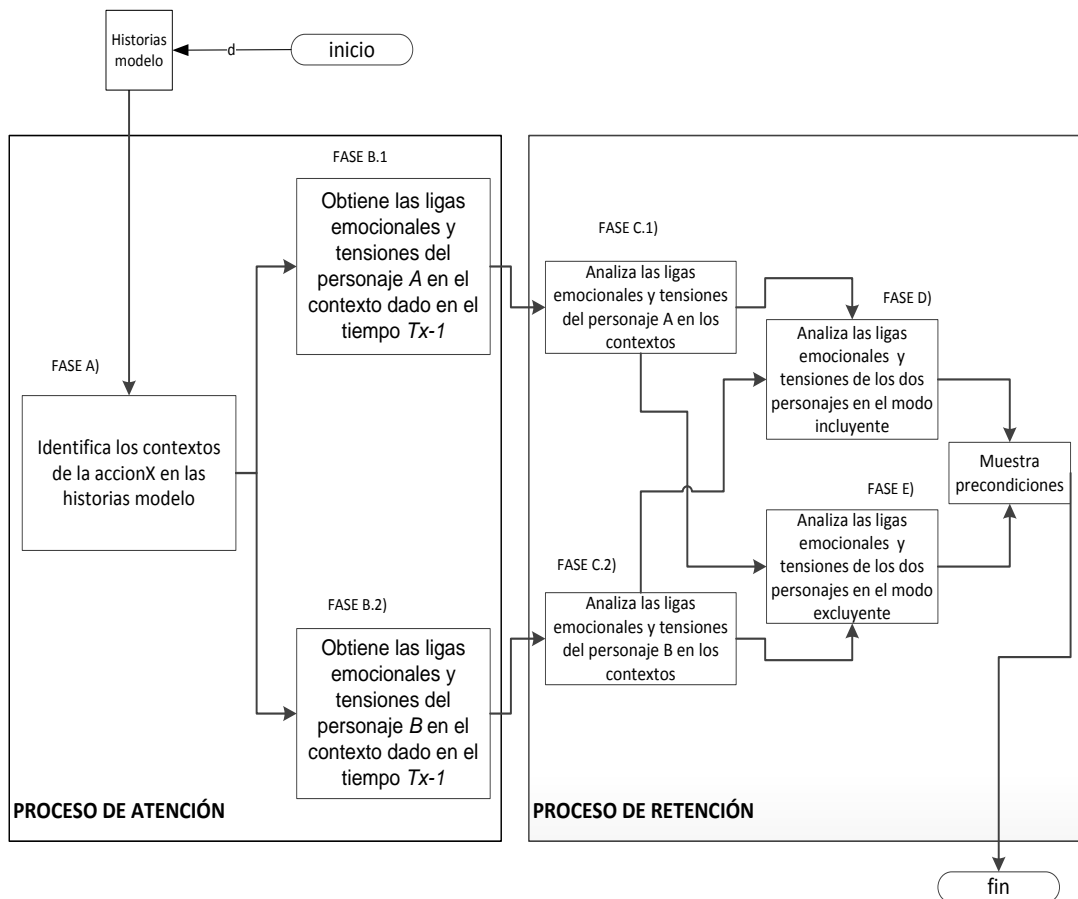 Historias
modelo
d
inicio
FASE B.1
Obtiene las ligas
emocionales y
tensiones del
personaje A en el
contexto dado en el
tiempo Tx-1
FASE A)
Identifica los contextos
de la accionX en las
historias modelo
FASE B.2)
Obtiene las ligas
emocionales y
tensiones del
personaje B en el
contexto dado en el
tiempo Tx-1
PROCESO DE ATENCIÓN
FASE C.1)
Analiza las ligas
emocionales y tensiones
del personaje A en los
contextos
FASE D)
Analiza las ligas
emocionales y
tensiones de los dos
personajes en el modo
incluyente
Muestra
precondiciones
FASE E)
Analiza las ligas
emocionales y
tensiones de los dos
personajes en el modo
excluyente
FASE C.2)
Analiza las ligas
emocionales y tensiones
del personaje B en los
contextos
PROCESO DE RETENCIÓN
fin